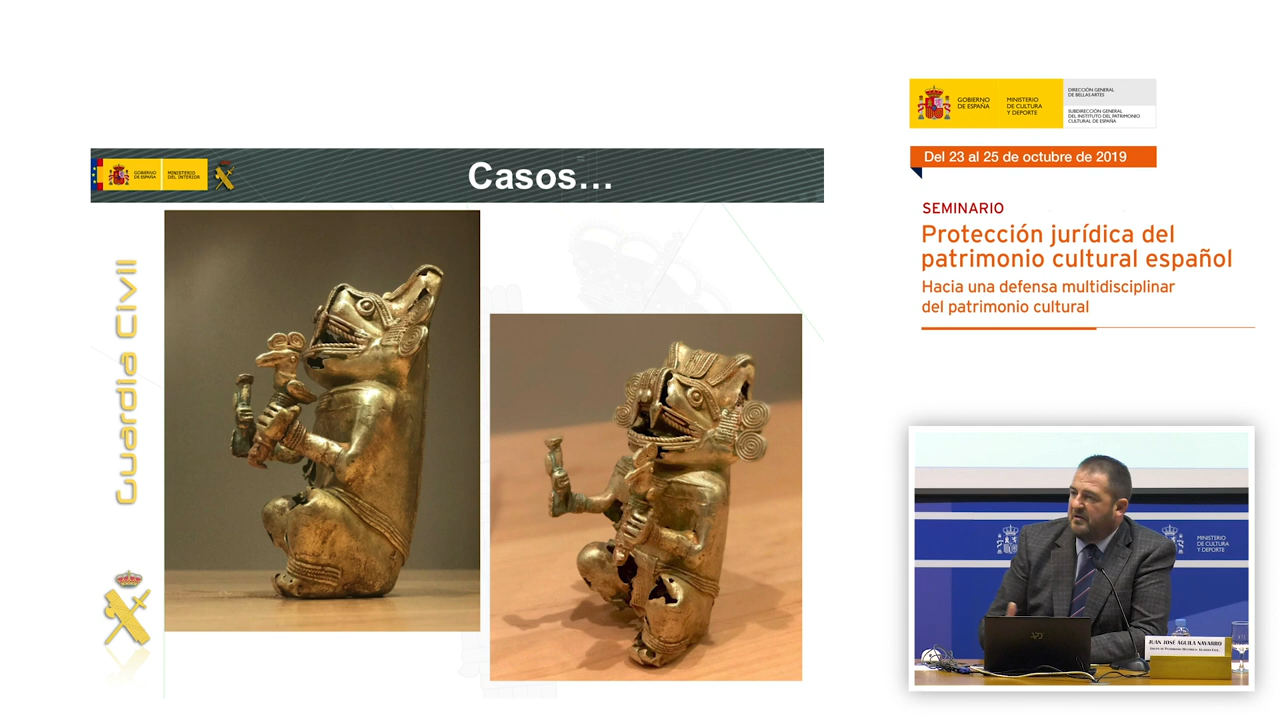 GOBIERNO
DE ESPAÑA
MINISTERIO
DEL INTERIOR
Casos...
Guardia Civil
GOBIERNO
DE ESPAÑA
MINISTERIO
DE CULTURA
Y DEPORTE
DIRECCIÓN GENERAL
DE BELLAS ARTES
SUBDIRECCIÓN GENERAL
DEL INSTITUTO DEL PATRIMONIO
CULTURAL DE ESPAÑA
Del 23 al 25 de octubre de 2019
SEMINARIO
Protección jurídica del
patrimonio cultural español
Hacia una defensa multidisciplinar
del patrimonio cultural
MINISTERIO
DE CULTURA
Y DEPORTE
JUAN JOSÉ ÁGUILA NAVARRO